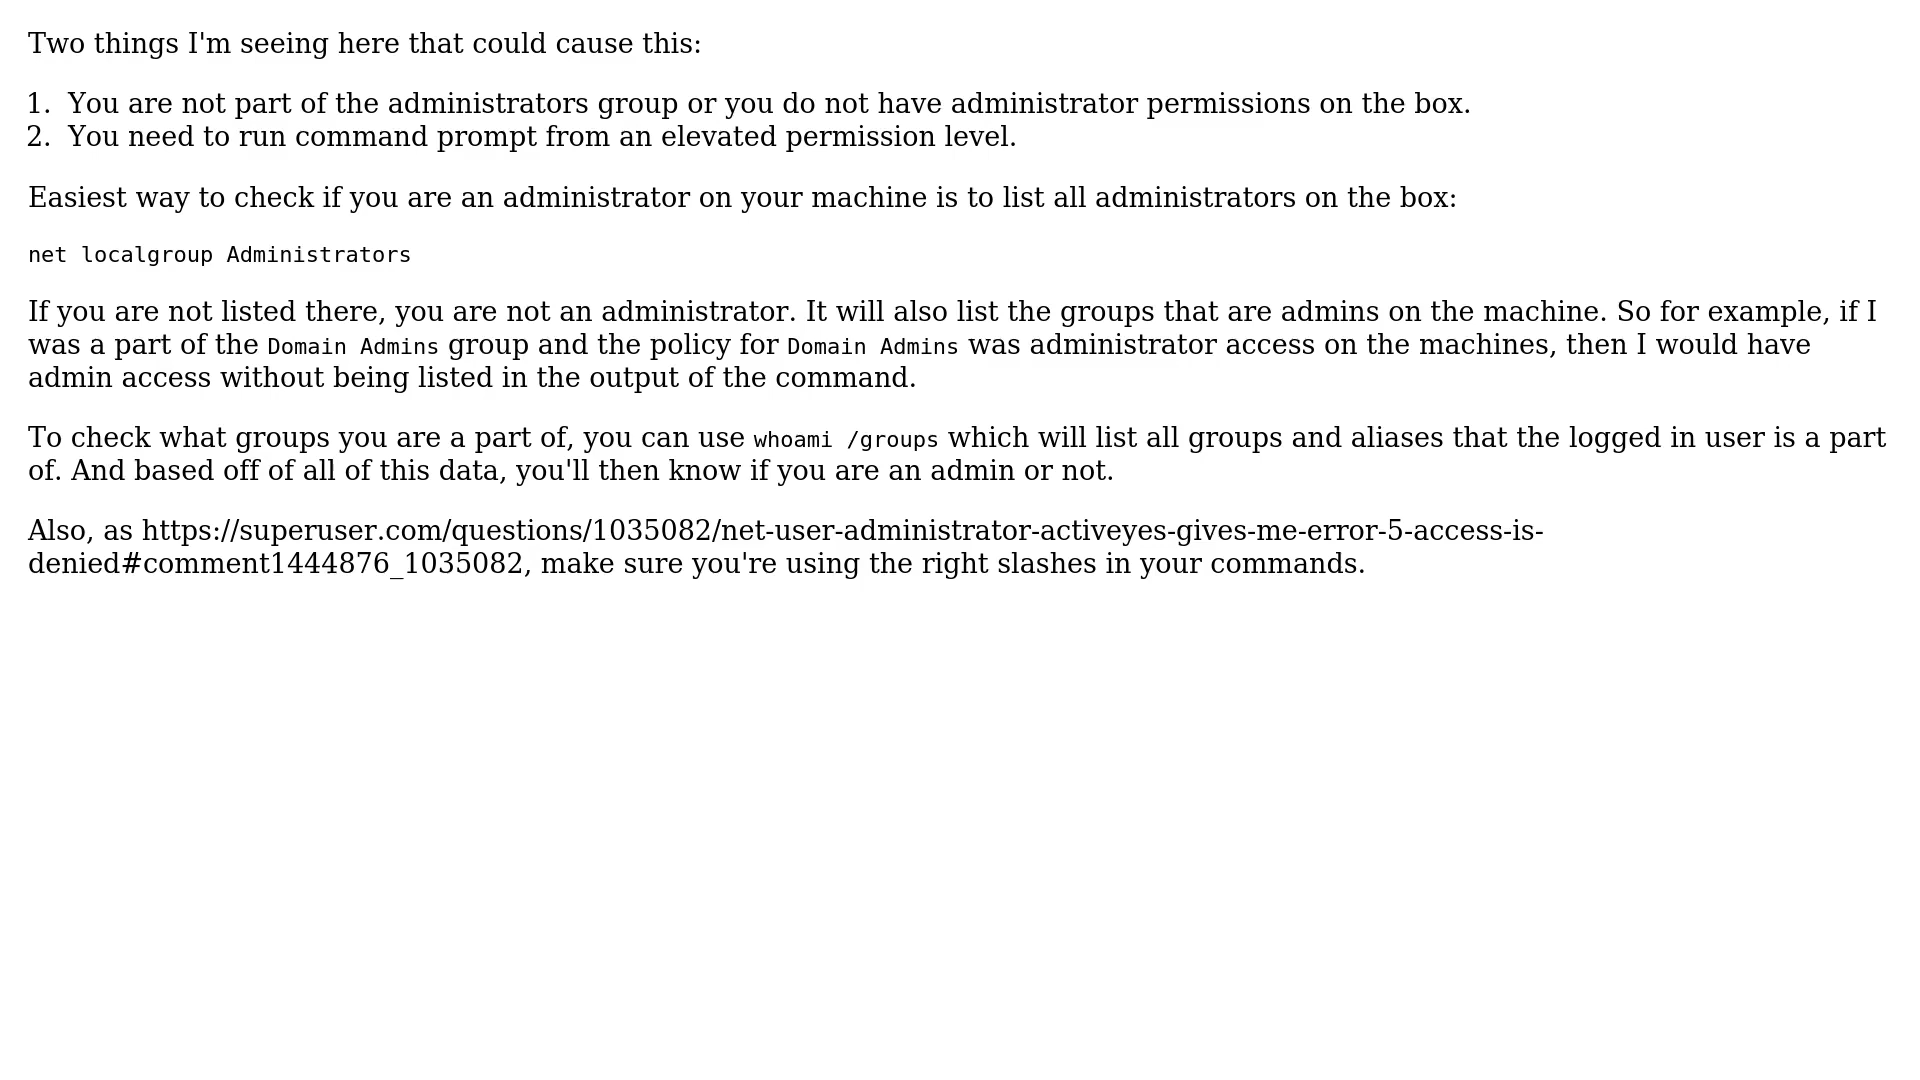 Two things I'm seeing here that could cause this:
1. You are not part of the administrators group or you do not have administrator permissions on the box.
2. You need to run command prompt from an elevated permission level.
Easiest way to check if you are an administrator on your machine is to list all administrators on the box:
net localgroup Administrators
If you are not listed there, you are not an administrator. It will also list the groups that are admins on the machine. So for example, if I
was a part of the Domain Admins group and the policy for Domain Admins was administrator access on the machines, then I would have
admin access without being listed in the output of the command.
To check what groups you are a part of, you can use whoami /groups which will list all groups and aliases that the logged in user is a part
of. And based off of all of this data, you'll then know if you are an admin or not.
Also, as https://superuser.com/questions/1035082/net-user-administrator-activeyes-gives-me-error-5-access-is-
denied#comment1444876_1035082, make sure you're using the right slashes in your commands.